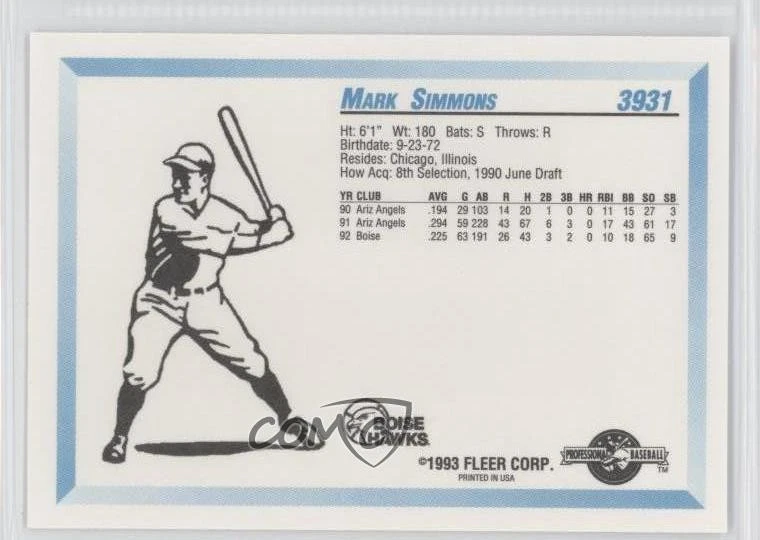 MARK SIMMONS 3931
Ht: 6'1" Wt: 180 Bats: S Throws: R
Birthdate: 9-23-72
Resides: Chicago, Illinois
How Acq: 8th Selection, 1990 June Draft
YR CLUB AVG G AB R H 2B 3B HR RBI BB SO SB
90 Ariz Angels .194 29 103 14 20 1 0 0 11 15 27 3
91 Ariz Angels .294 59 228 43 67 6 3 0 17 43 61 17
92 Boise .225 63 191 26 43 3 2 0 10 18 65 9
COMC
BOISE
HAWKS
©1993 FLEER CORP.
PRINTED IN USA
PROFESSIONAL BASEBALL
TM